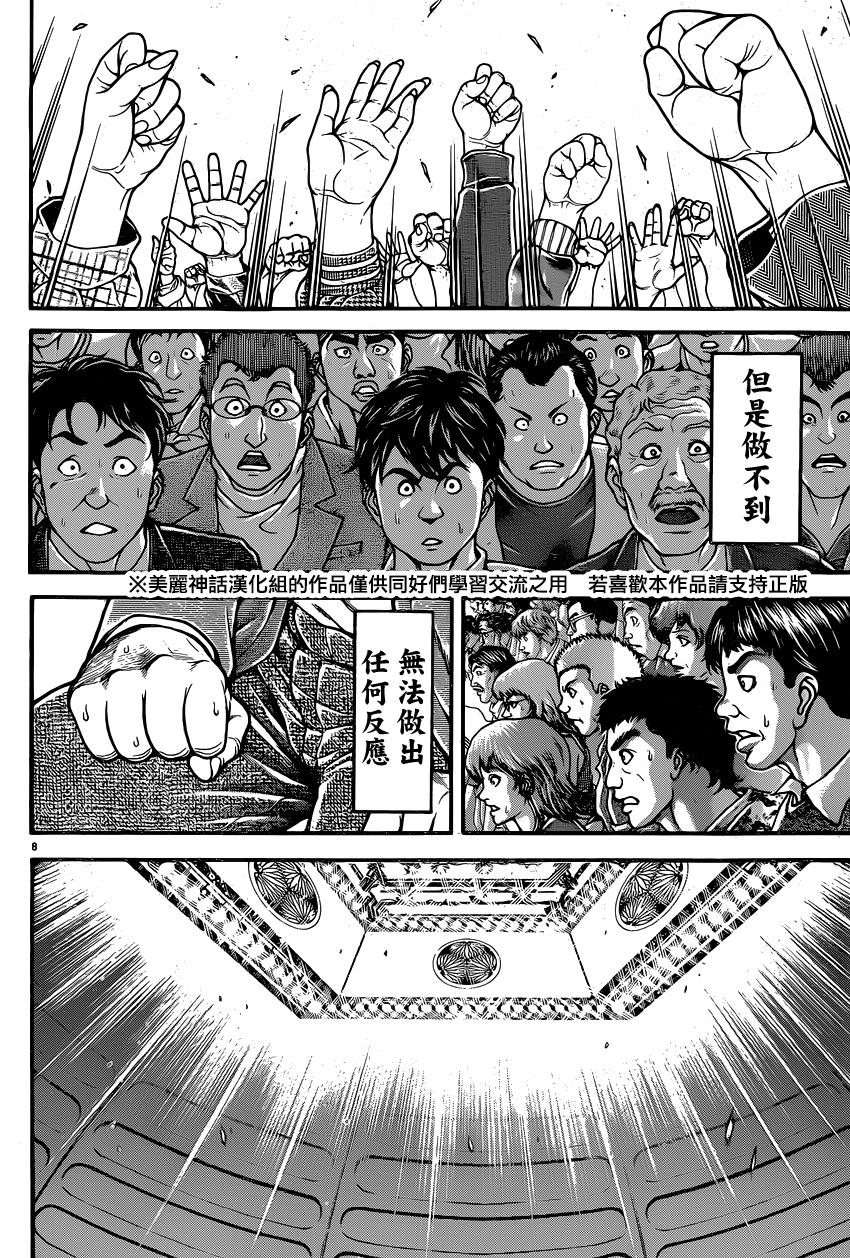 但是做不到
※美麗神話漢化組的作品僅供同好們學習交流之用　若喜歡本作品請支持正版
無法做出
任何反應
8